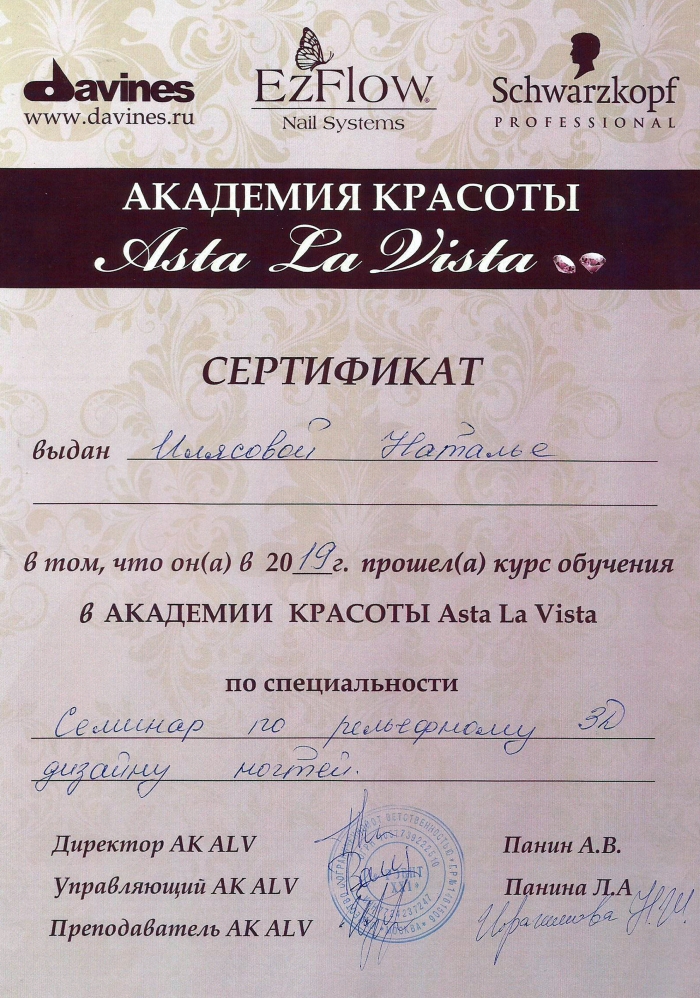 davines
www.davines.ru
EzFlow®
Nail Systems
Schwarzkopf
PROFESSIONAL
АКАДЕМИЯ КРАСОТЫ
Asta La Vista
СЕРТИФИКАТ
выдан Илясовой Наталье
в том, что он(а) в 2019г. прошел(а) курс обучения
в АКАДЕМИИ КРАСОТЫ Asta La Vista
по специальности
Семинар по рельефному 3D
дизайну ногтей.
Директор АК ALV Панин А.В.
Управляющий АК ALV Панина Л.А
Преподаватель АК ALV Ибрагимова Н.И.